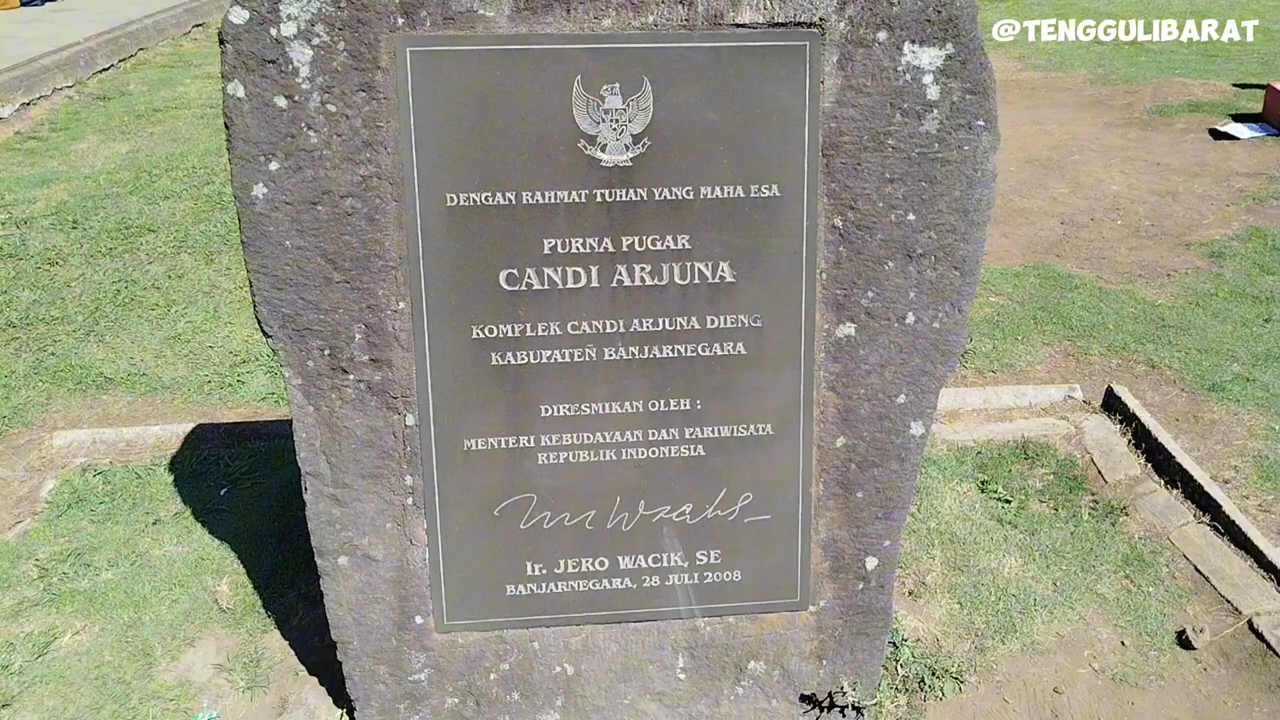 @TENGGULIBARAT
DENGAN RAHMAT TUHAN YANG MAHA ESA
PURNA PUGAR
CANDI ARJUNA
KOMPLEK CANDI ARJUNA DIENG
KABUPATEN BANJARNEGARA
DIRESMIKAN OLEH :
MENTERI KEBUDAYAAN DAN PARIWISATA
REPUBLIK INDONESIA
Ir. JERO WACIK, SE
BANJARNEGARA, 28 JULI 2008